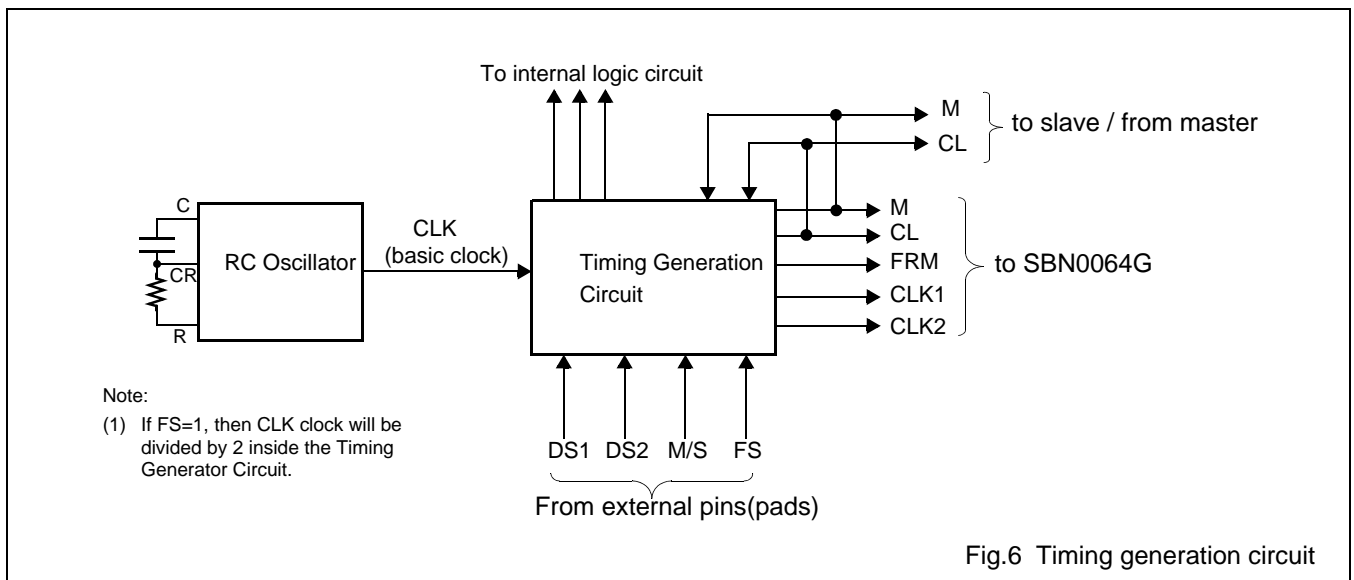 To internal logic circuit
M
CL
to slave / from master
C
CR
R
RC Oscillator
CLK
(basic clock)
Timing Generation
Circuit
M
CL
FRM
CLK1
CLK2
to SBN0064G
Note:
(1) If FS=1, then CLK clock will be
divided by 2 inside the Timing
Generator Circuit.
DS1 DS2 M/S FS
From external pins(pads)
Fig.6 Timing generation circuit